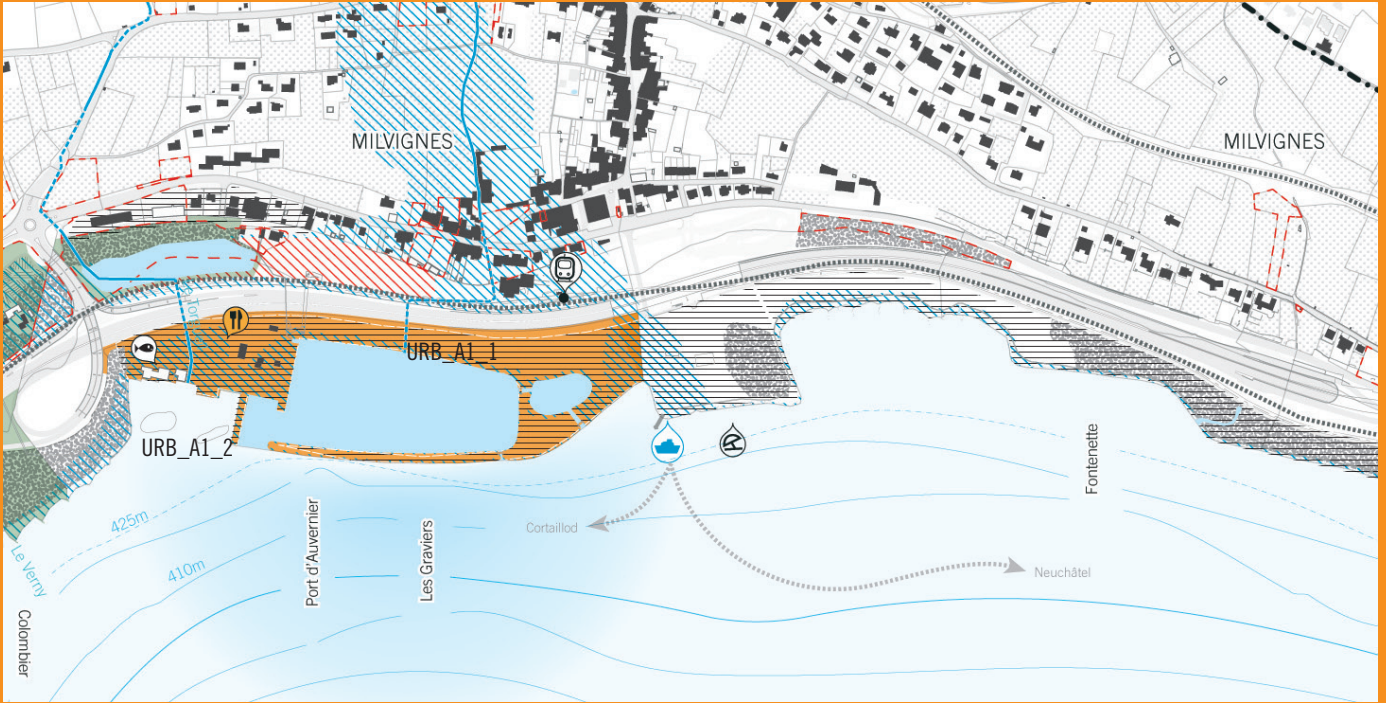 MILVIGNES
MILVIGNES
URB_A1_1
URB_A1_2
425m
410m
Le Verny
Colombier
Port d'Auvernier
Les Graviers
Cortaillod
Neuchâtel
Fontenette